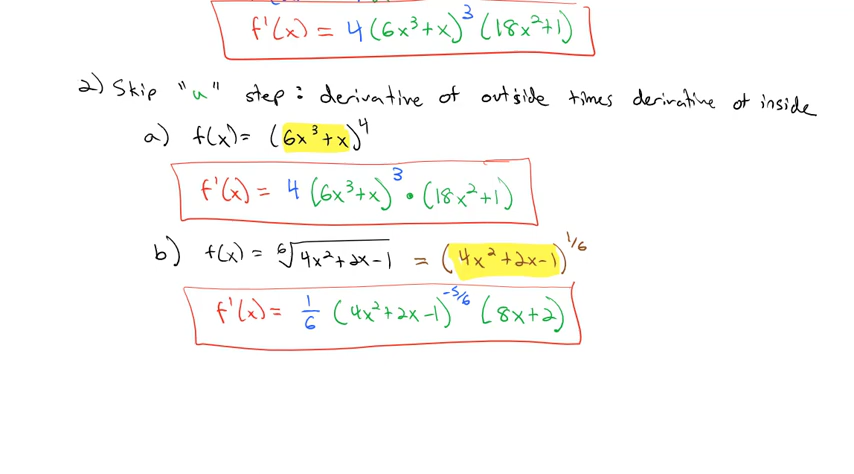 f'(x) = 4 (6x³+x)³ (18x²+1)
2) Skip "u" step : derivative of outside times derivative of inside
a) f(x) = (6x³+x)⁴
f'(x) = 4 (6x³+x)³ • (18x²+1)
b) f(x) = ⁶√(4x²+2x-1) = (4x²+2x-1)^1/6
f'(x) = 1/6 (4x²+2x-1)^-5/6 (8x+2)